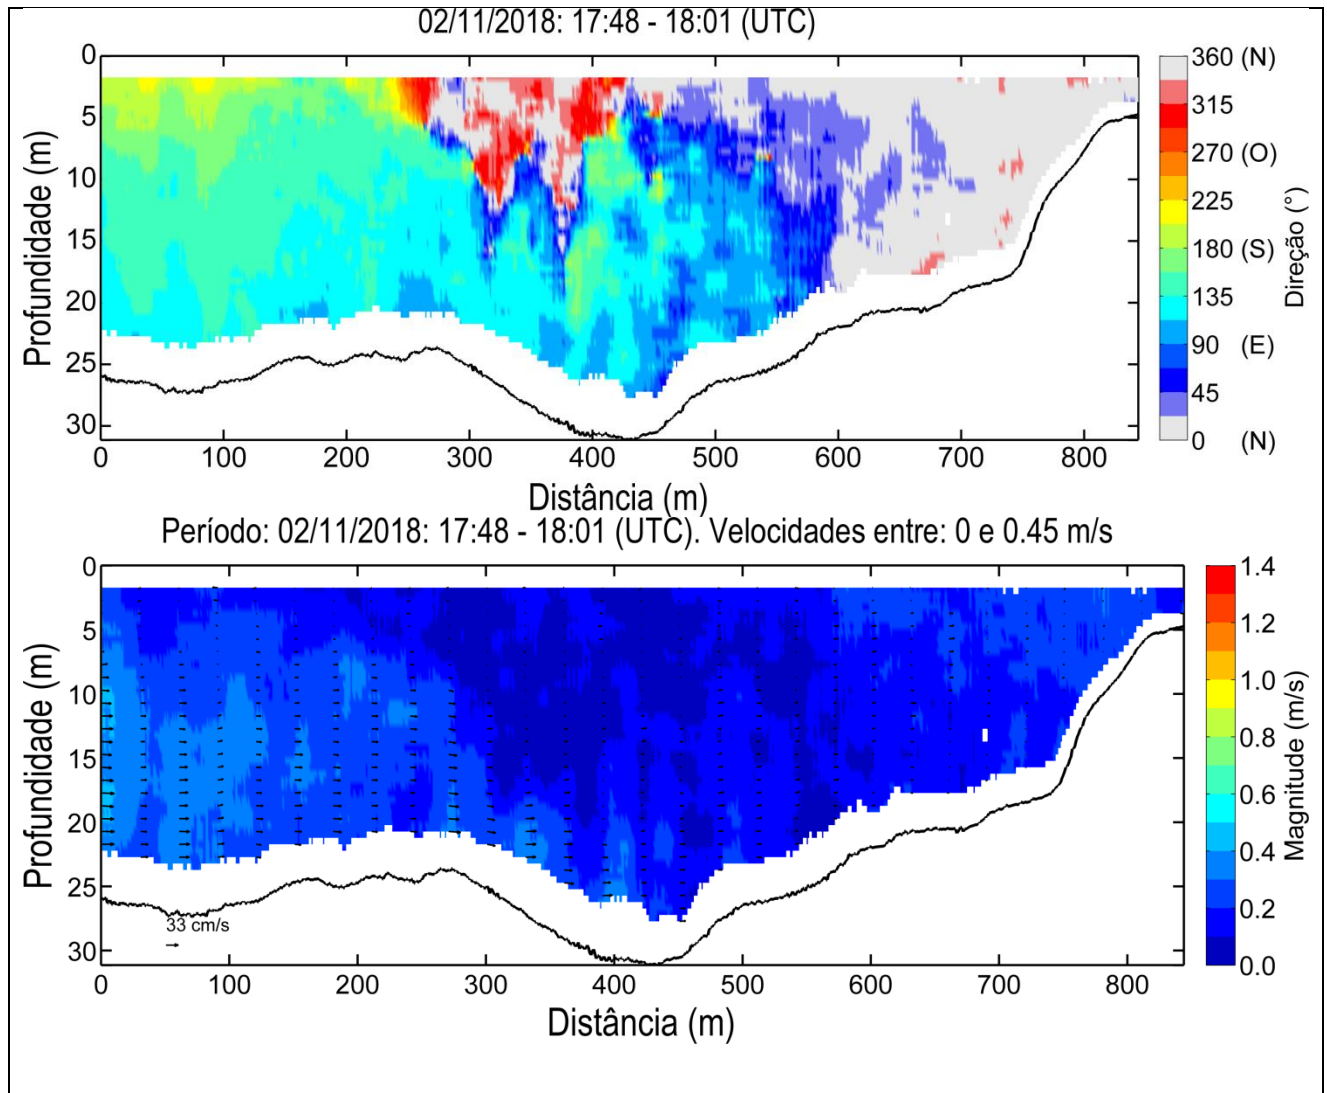 02/11/2018: 17:48 - 18:01 (UTC)
0
5
10
15
20
25
30
Profundidade (m)
0 100 200 300 400 500 600 700 800
Distância (m)
360 (N)
315
270 (O)
225
180 (S)
135
90 (E)
45
0 (N)
Direção (°)
Período: 02/11/2018: 17:48 - 18:01 (UTC). Velocidades entre: 0 e 0.45 m/s
0
5
10
15
20
25
30
Profundidade (m)
33 cm/s
0 100 200 300 400 500 600 700 800
Distância (m)
1.4
1.2
1.0
0.8
0.6
0.4
0.2
0.0
Magnitude (m/s)